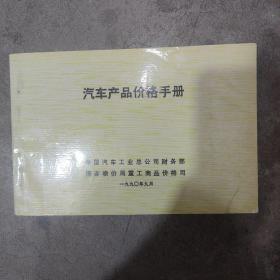 汽车产品价格手册
中国汽车工业总公司财务部
国家物价局重工商品价格司
一九九〇年九月